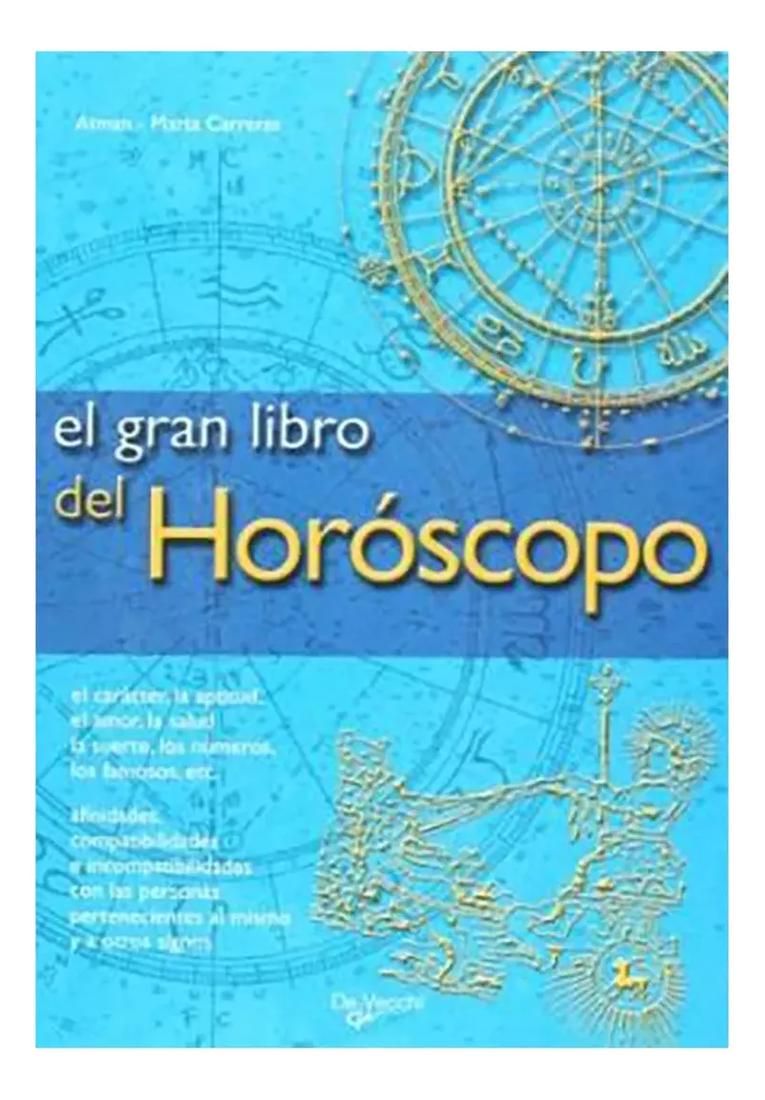 Atman - Marta Carreras
el gran libro
del Horóscopo
el carácter, la aptitud,
el amor, la salud
la suerte, los números,
los famosos, etc.
afinidades,
compatibilidades
e incompatibilidades
con las personas
pertenecientes al mismo
y a otros signos
De Vecchi